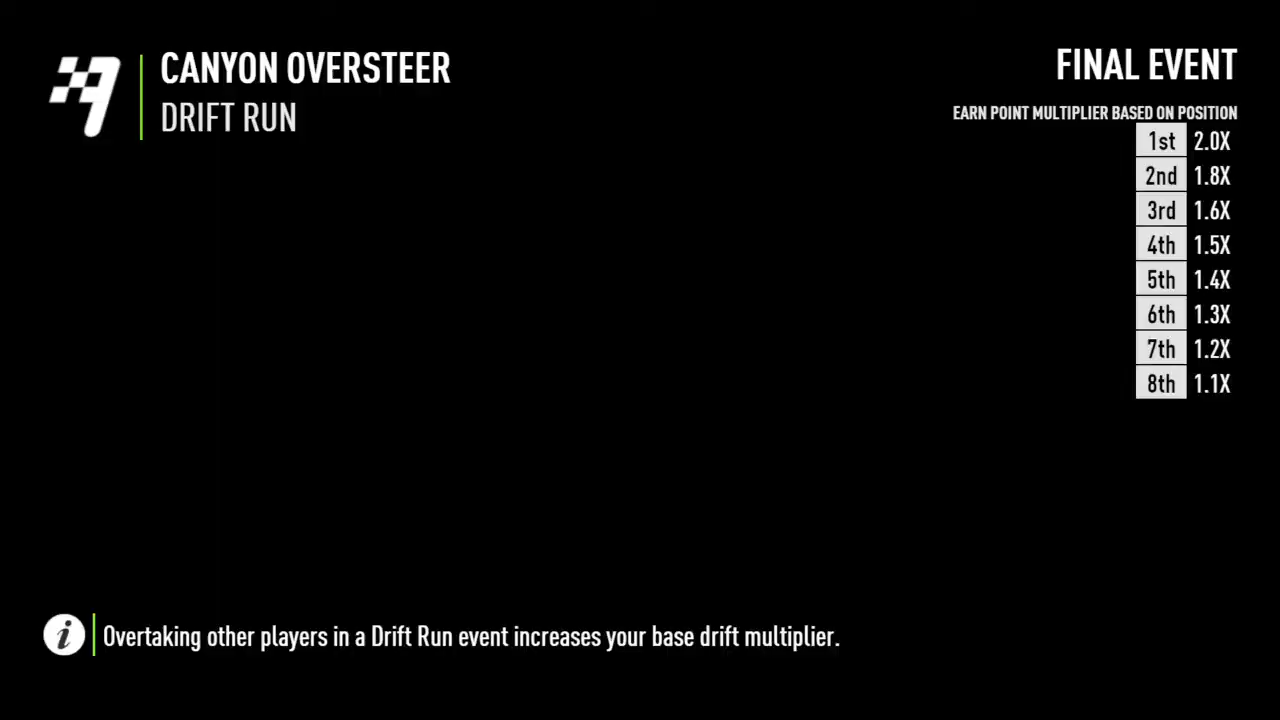 CANYON OVERSTEER
DRIFT RUN
FINAL EVENT
EARN POINT MULTIPLIER BASED ON POSITION
1st 2.0X
2nd 1.8X
3rd 1.6X
4th 1.5X
5th 1.4X
6th 1.3X
7th 1.2X
8th 1.1X
i Overtaking other players in a Drift Run event increases your base drift multiplier.